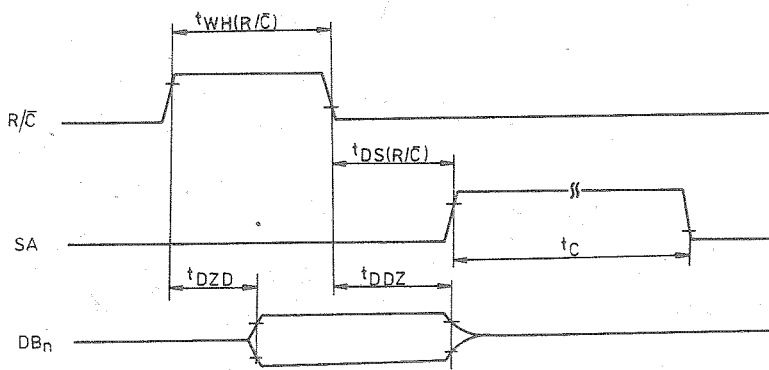 tWH(R/C̅)
R/C̅
tDS(R/C̅)
SA
tC
tDZD
tDDZ
DBn